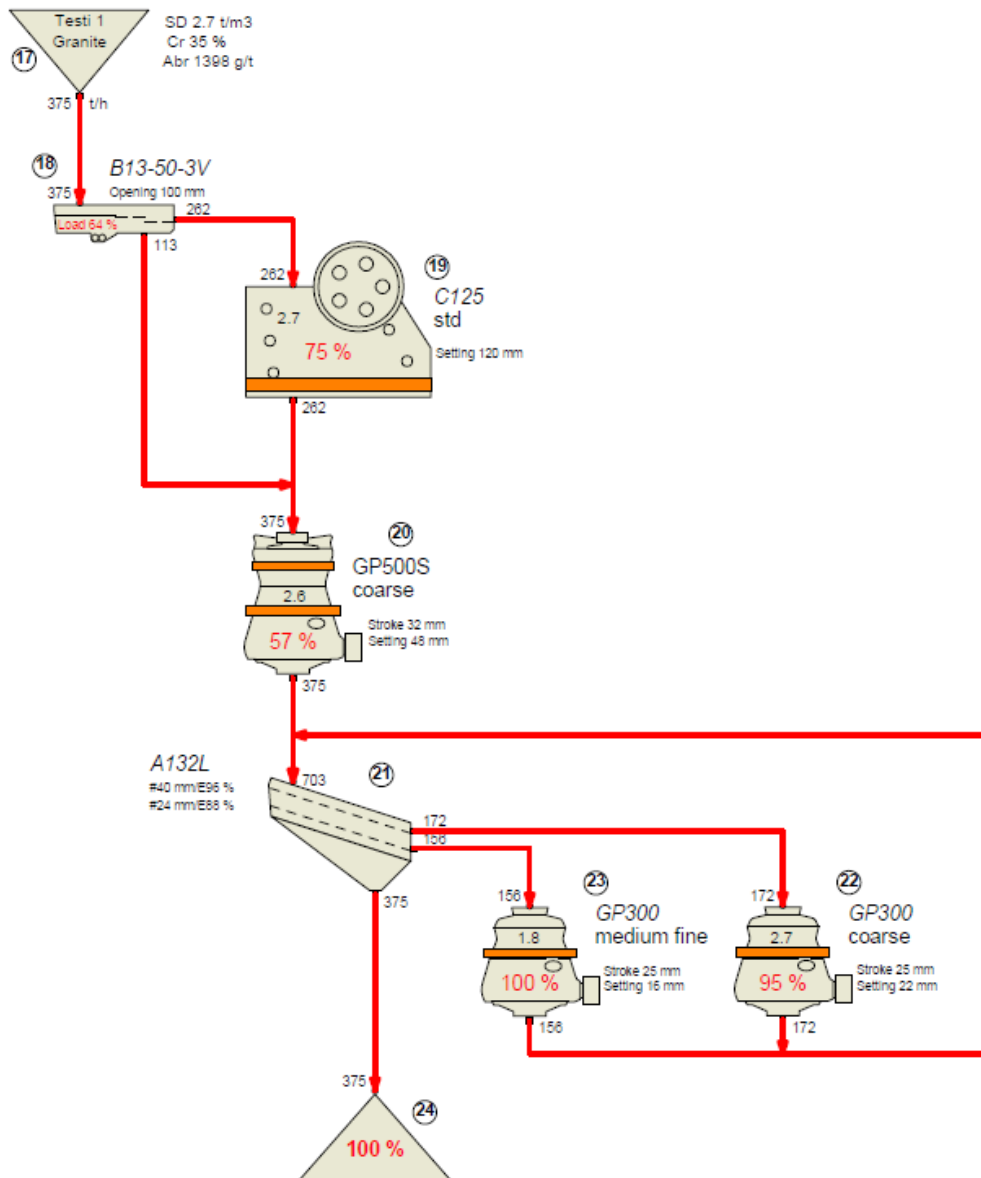 Testi 1
Granite
SD 2.7 t/m3
Cr 35 %
Abr 1398 g/t
17
375 t/h
18
B13-50-3V
Opening 100 mm
375
262
Load 64 %
113
262
19
C125
std
2.7
75 %
Setting 120 mm
262
375
20
GP500S
coarse
2.6
Stroke 32 mm
Setting 48 mm
57 %
375
A132L
#40 mm/E96 %
#24 mm/E88 %
703
21
172
156
375
156
23
GP300
medium fine
1.8
100 %
Stroke 25 mm
Setting 16 mm
156
172
22
GP300
coarse
2.7
95 %
Stroke 25 mm
Setting 22 mm
172
375
24
100 %